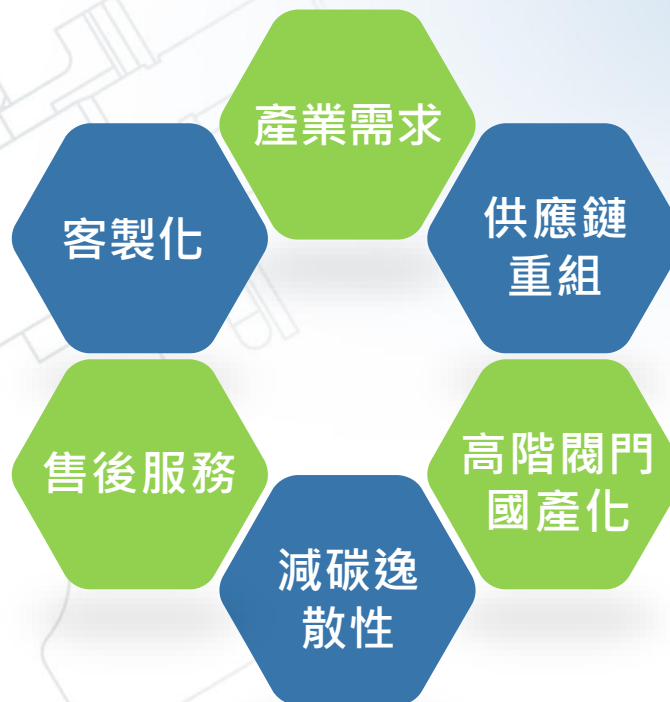 產業需求
客製化
供應鏈
重組
售後服務
高階閥門
國產化
減碳逸
散性